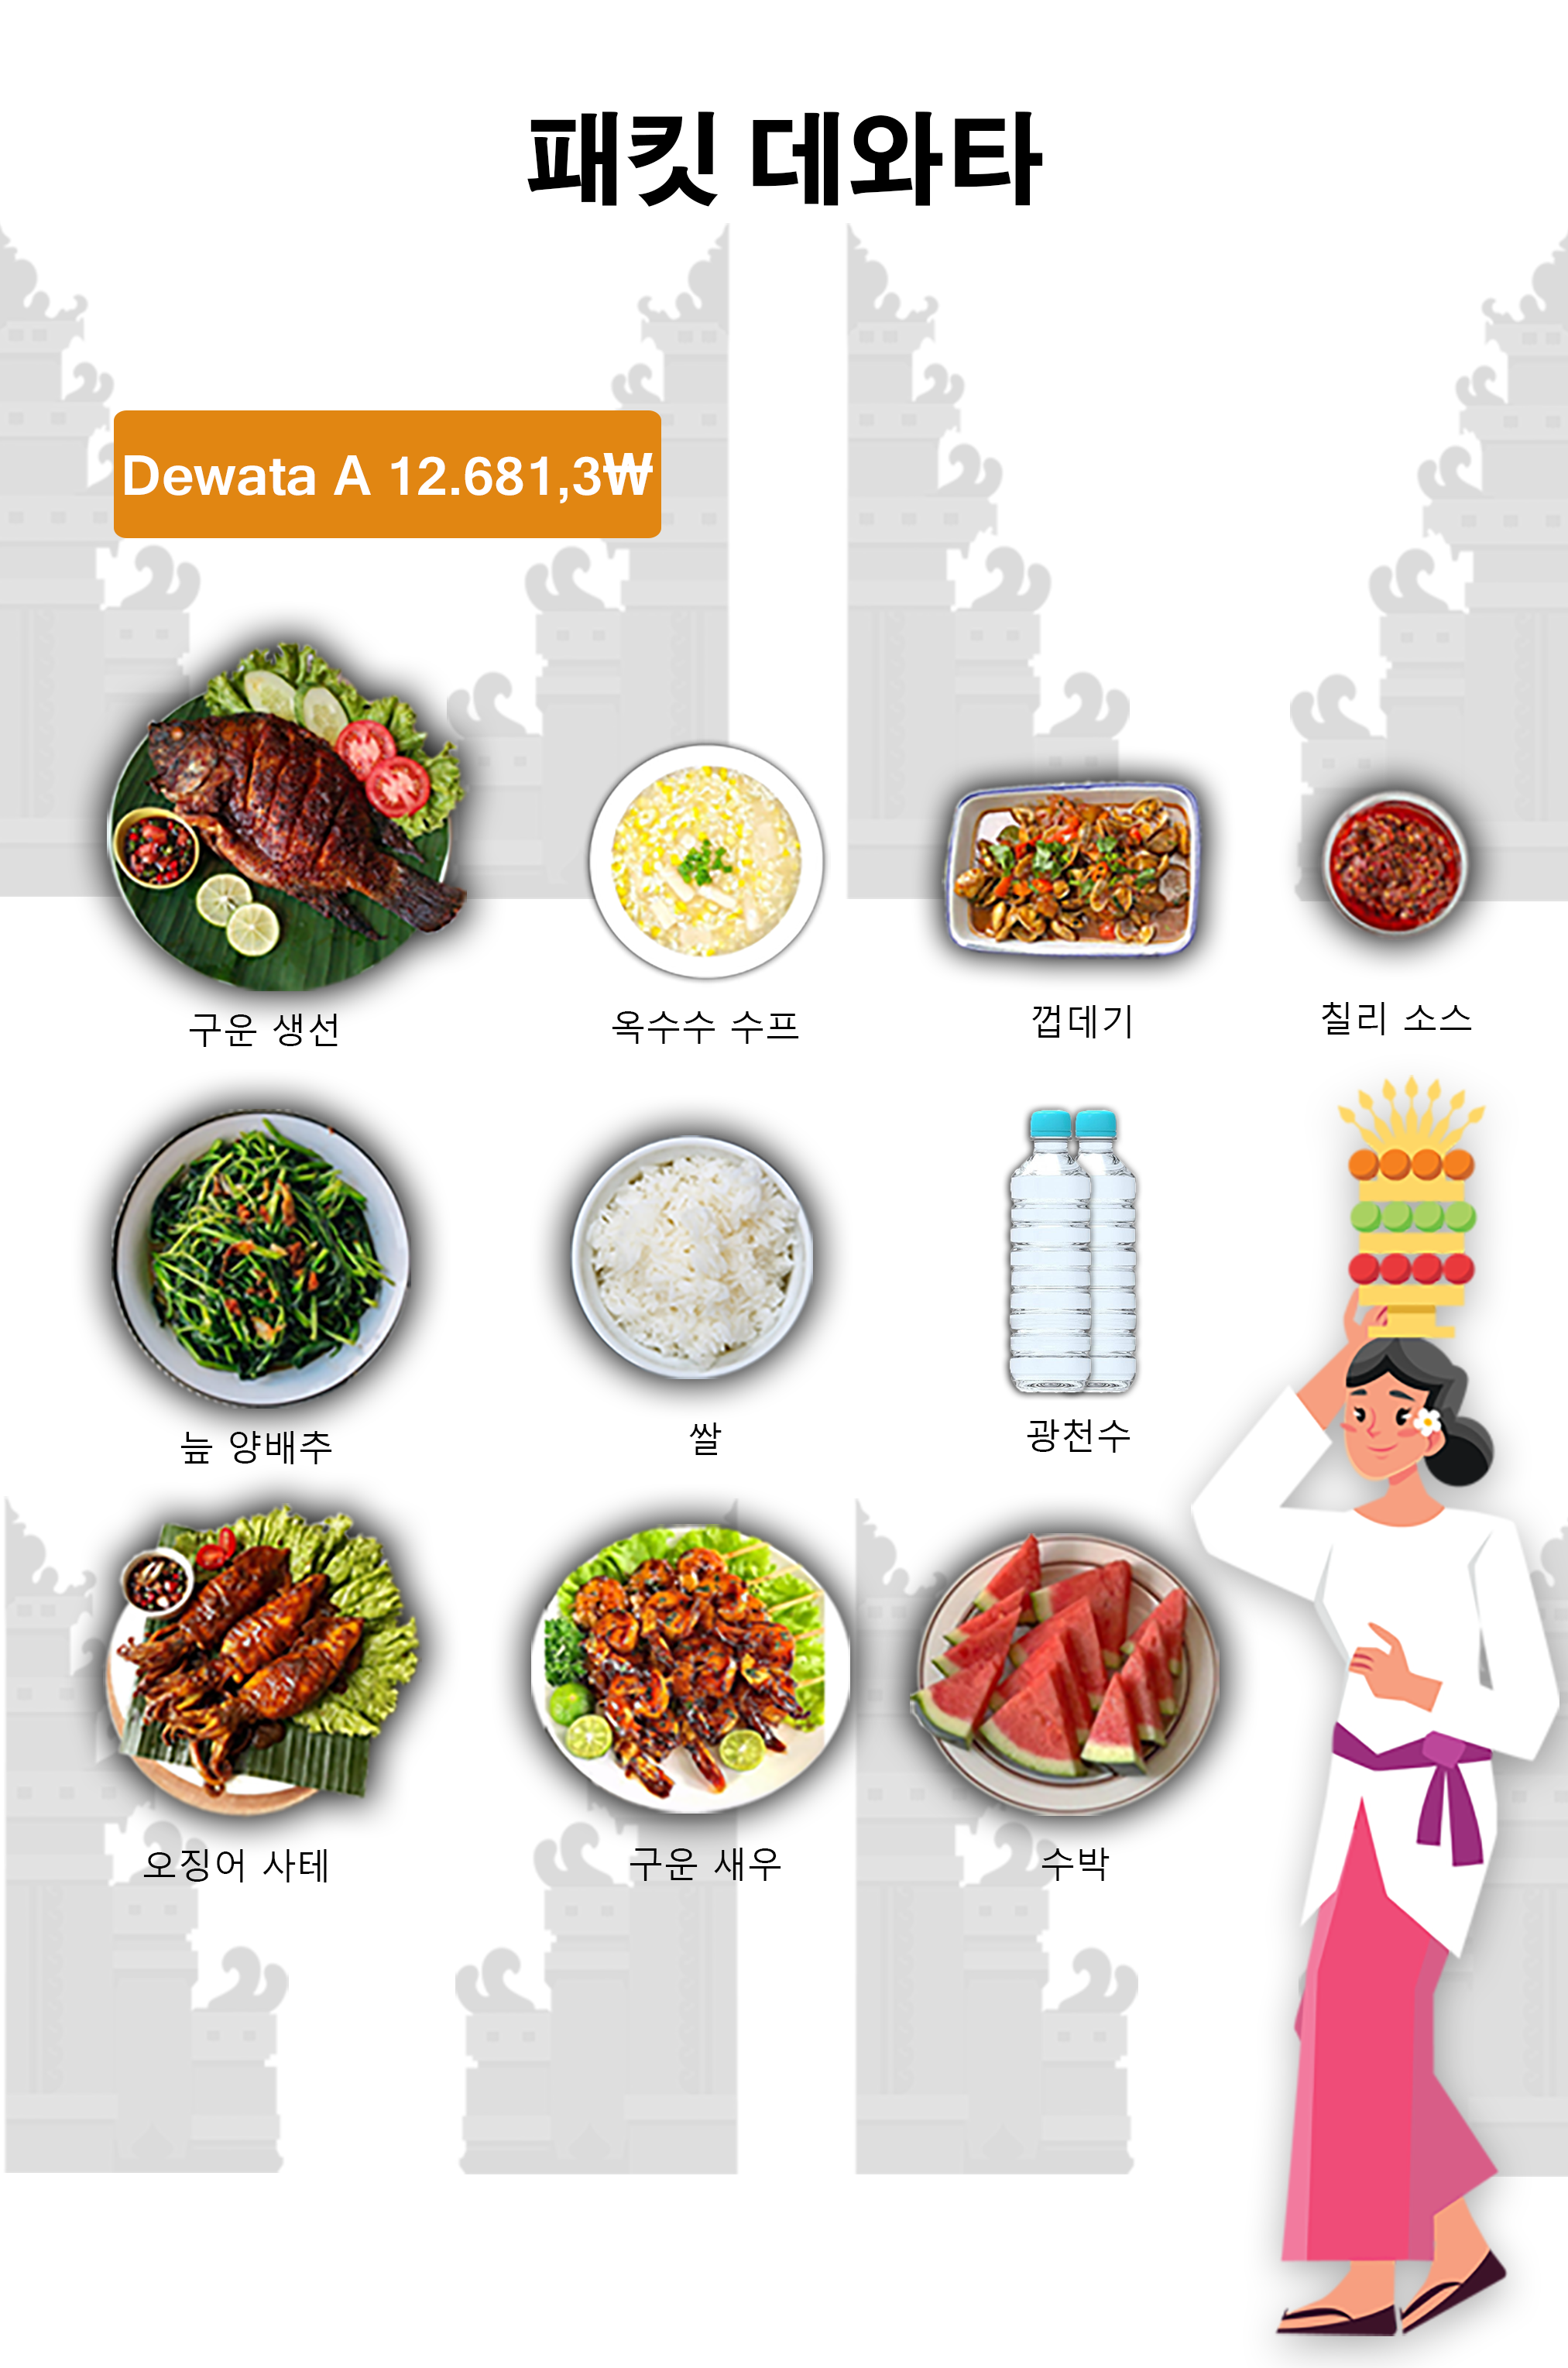 패킷 데와타
Dewata A 12.681,3₩
구운 생선
옥수수 수프
껍데기
칠리 소스
늪 양배추
쌀
광천수
오징어 사테
구운 새우
수박